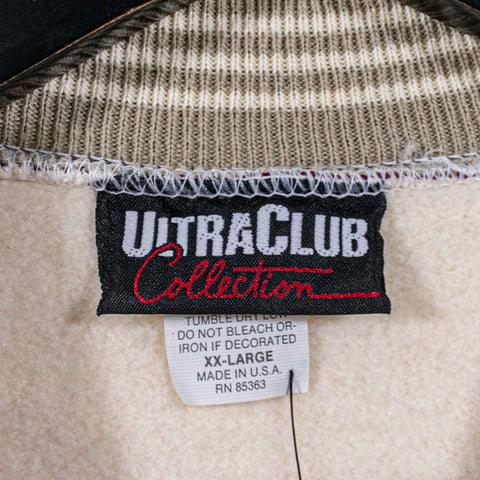 ULTRACLUB
Collection
TUMBLE DRY LOW
DO NOT BLEACH OR-
IRON IF DECORATED
XX-LARGE
MADE IN U.S.A.
RN 85363